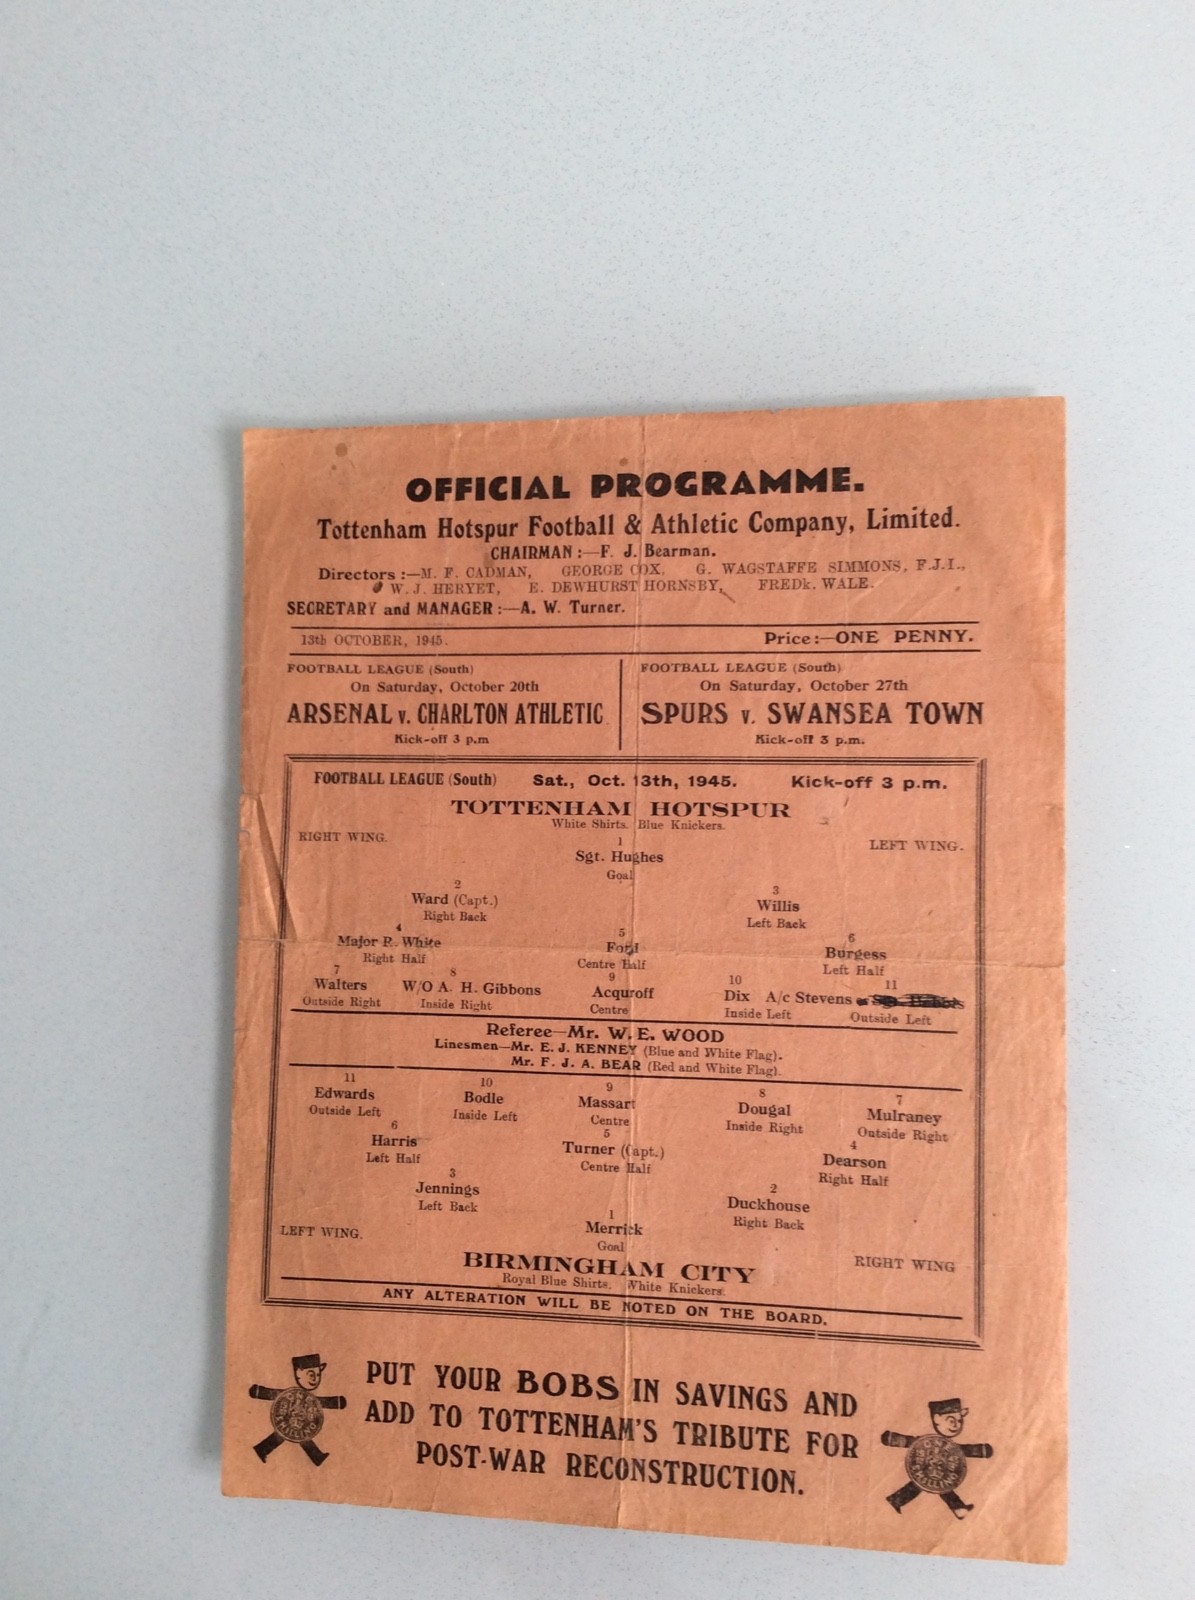 OFFICIAL PROGRAMME.
Tottenham Hotspur Football & Athletic Company, Limited.
CHAIRMAN :—F. J. Bearman.
Directors :—M. F. CADMAN, GEORGE COX, G. WAGSTAFFE SIMMONS, F.J.I.,
W. J. HERYET, E. DEWHURST HORNSBY, FREDk. WALE.
SECRETARY and MANAGER :—A. W. Turner.
13th OCTOBER, 1945. Price :—ONE PENNY.
FOOTBALL LEAGUE (South)
On Saturday, October 20th
ARSENAL v. CHARLTON ATHLETIC
Kick-off 3 p.m
FOOTBALL LEAGUE (South)
On Saturday, October 27th
SPURS v. SWANSEA TOWN
Kick-off 3 p.m.
FOOTBALL LEAGUE (South) Sat., Oct. 13th, 1945. Kick-off 3 p.m.
TOTTENHAM HOTSPUR
White Shirts. Blue Knickers.
RIGHT WING. 1 LEFT WING.
Sgt. Hughes
Goal
2 3
Ward (Capt.) Willis
Right Back Left Back
4 5 6
Major R. White Ford Burgess
Right Half Centre Half Left Half
7 8 9 10 11
Walters W/O A. H. Gibbons Acquroff Dix A/c Stevens
Outside Right Inside Right Centre Inside Left Outside Left
Referee—Mr. W. E. WOOD
Linesmen—Mr. E. J. KENNEY (Blue and White Flag).
Mr. F. J. A. BEAR (Red and White Flag).
11 10 9 8 7
Edwards Bodle Massart Dougal Mulraney
Outside Left Inside Left Centre Inside Right Outside Right
6 5 4
Harris Turner (Capt.) Dearson
Left Half Centre Half Right Half
3 2
Jennings Duckhouse
Left Back Right Back
1
Merrick
LEFT WING. Goal RIGHT WING
BIRMINGHAM CITY
Royal Blue Shirts. White Knickers.
ANY ALTERATION WILL BE NOTED ON THE BOARD.
PUT YOUR BOBS IN SAVINGS AND
ADD TO TOTTENHAM'S TRIBUTE FOR
POST-WAR RECONSTRUCTION.
ONE SHILLING
ONE SHILLING